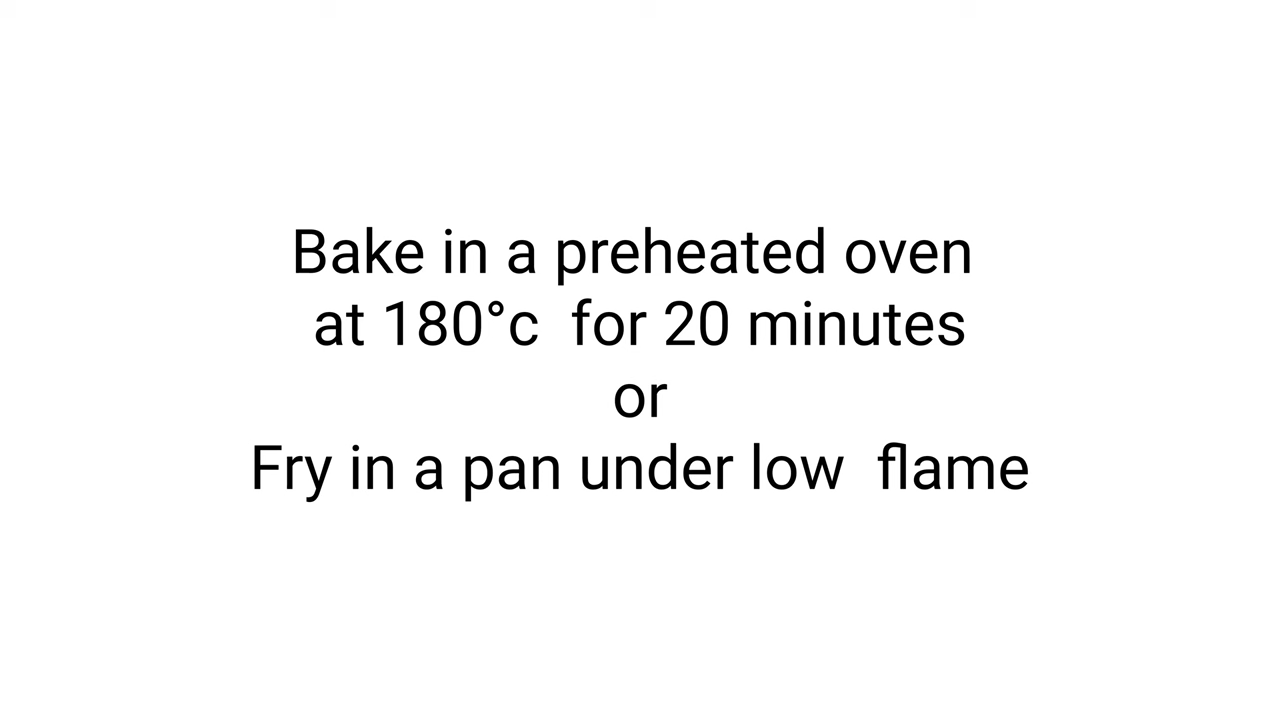 Bake in a preheated oven
at 180°c  for 20 minutes
or
Fry in a pan under low  flame